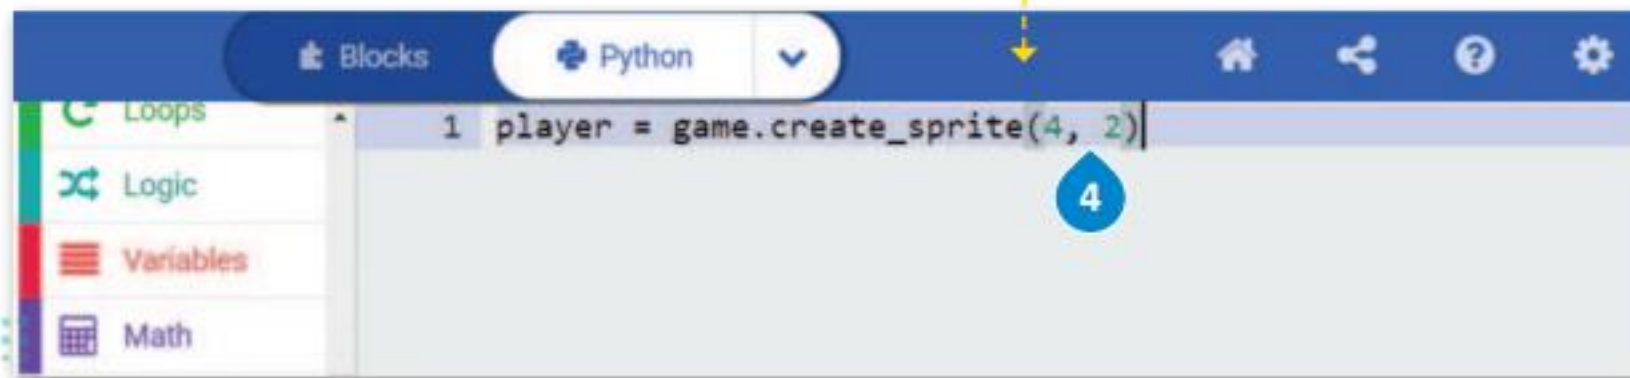 Blocks Python
Loops
1 player = game.create_sprite(4, 2)
Logic
4
Variables
Math